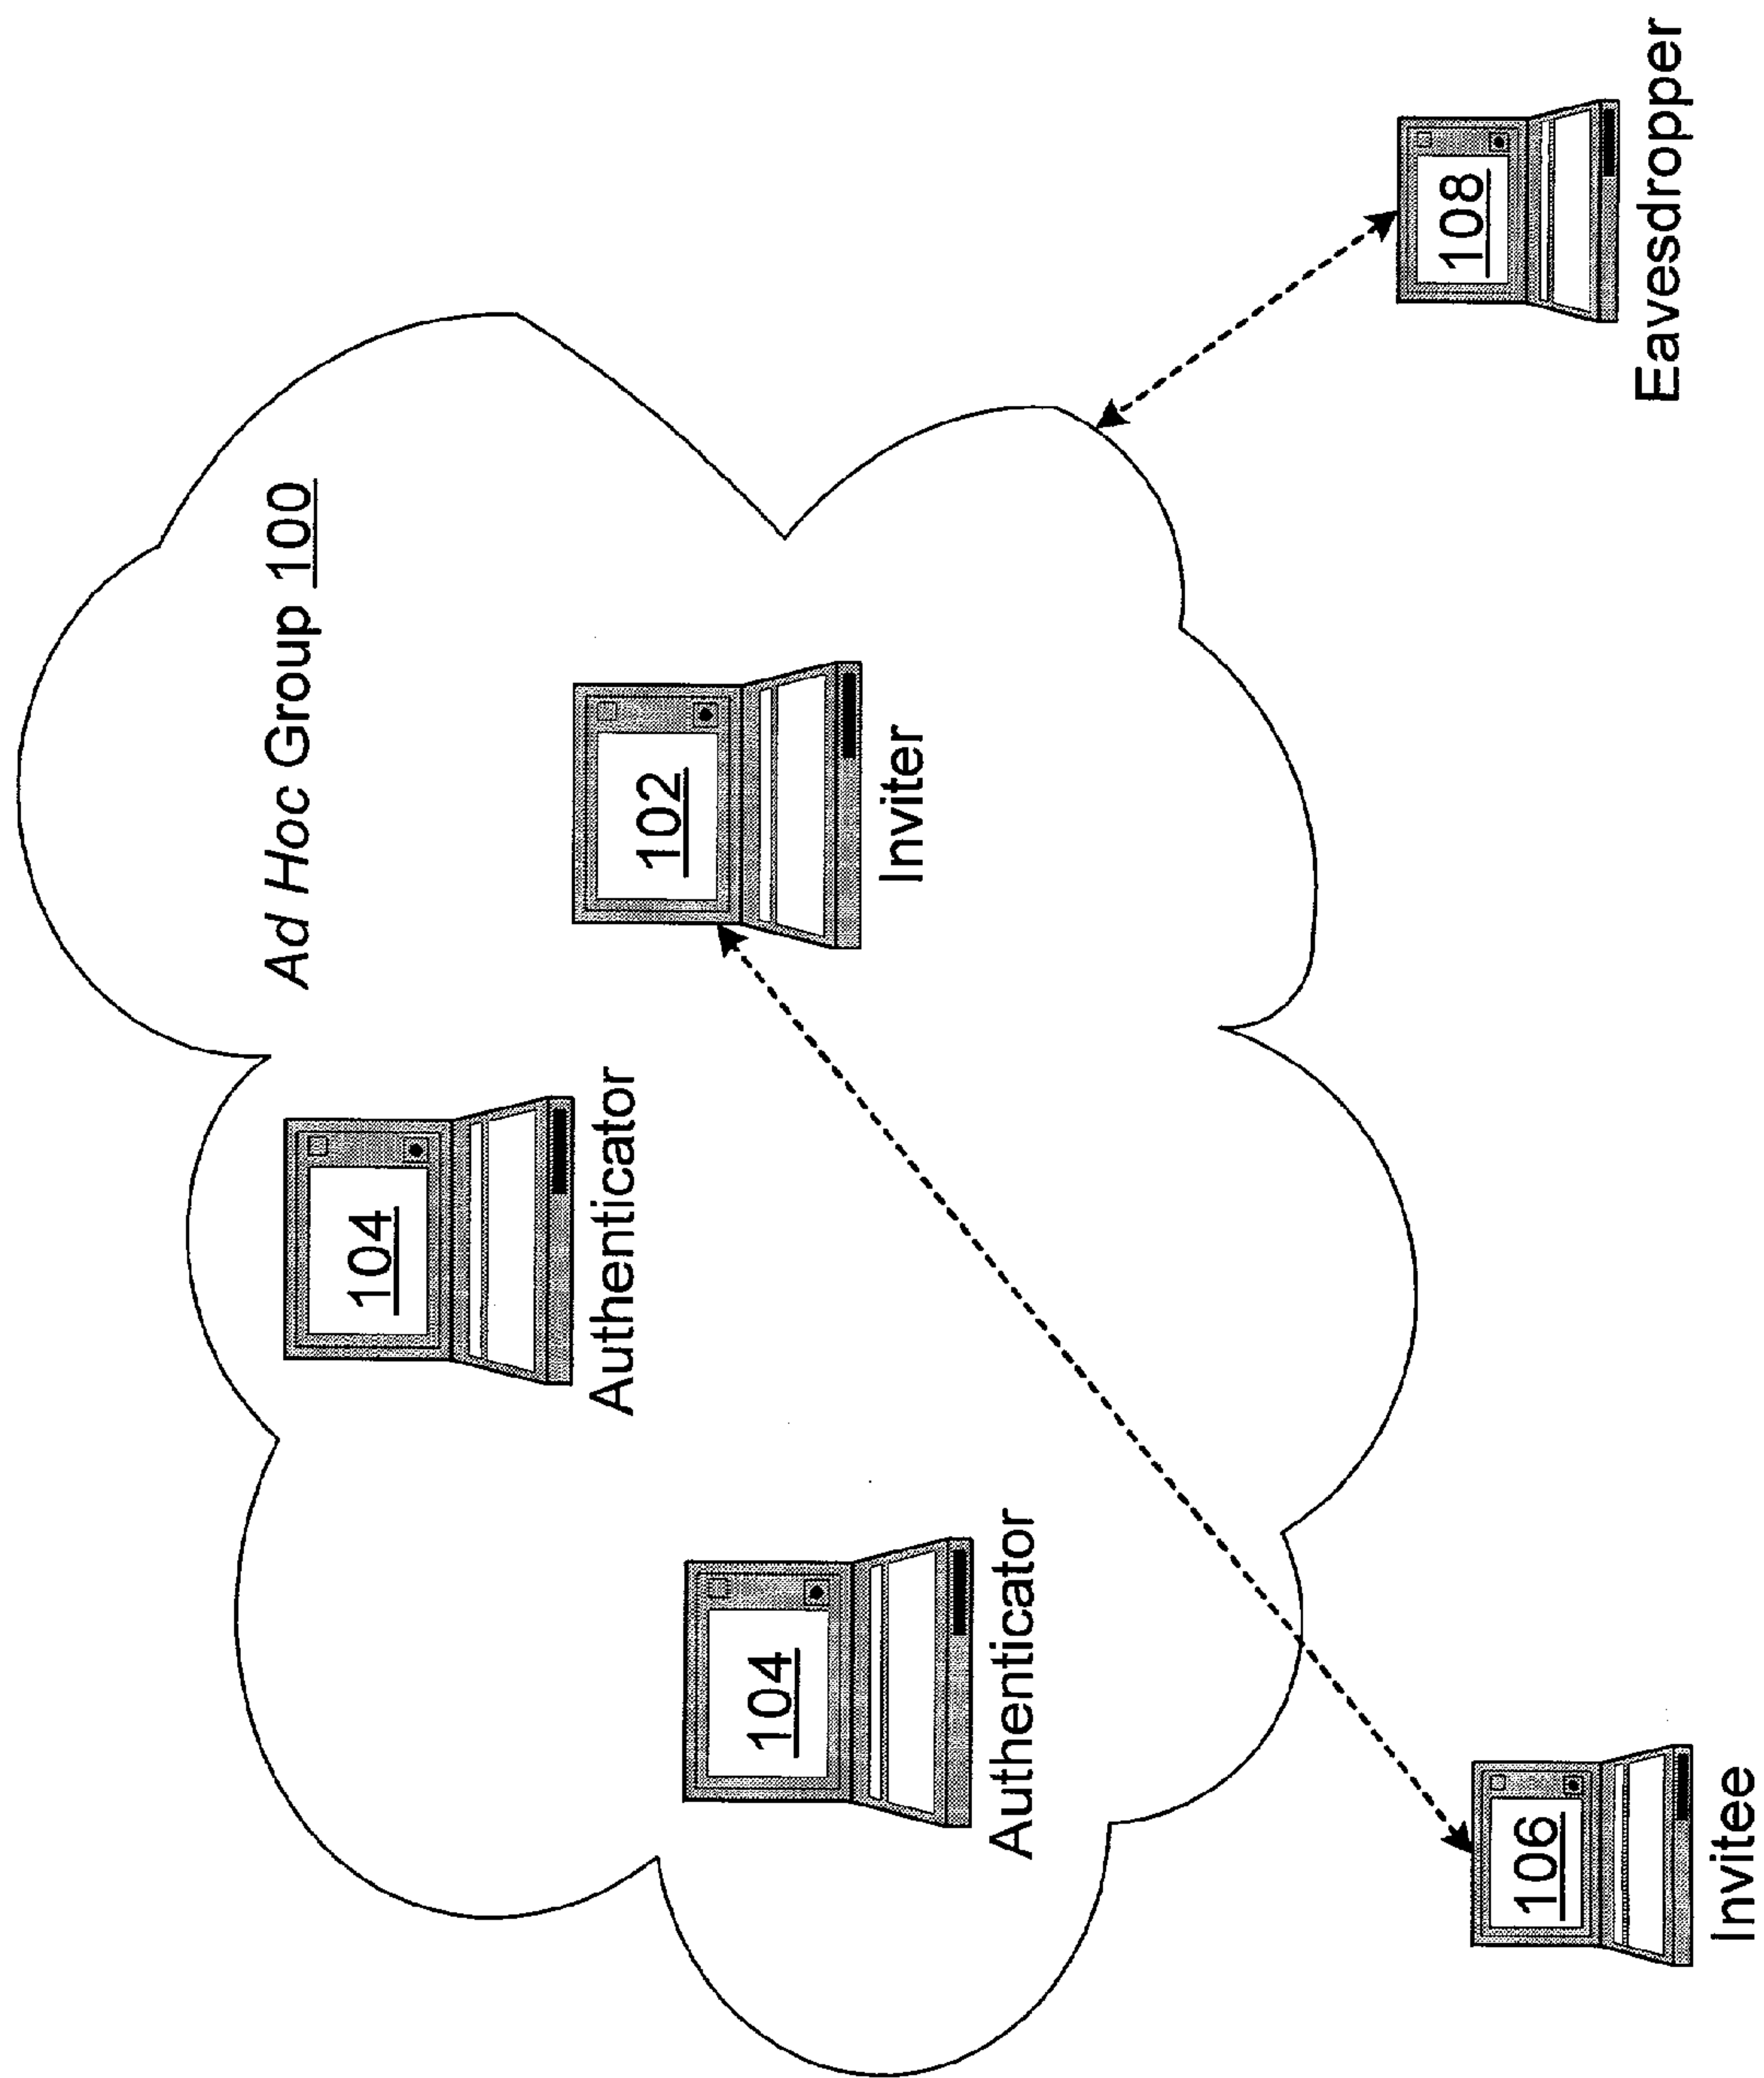 Ad Hoc Group 100
104
Authenticator
102
Inviter
104
Authenticator
106
Invitee
108
Eavesdropper